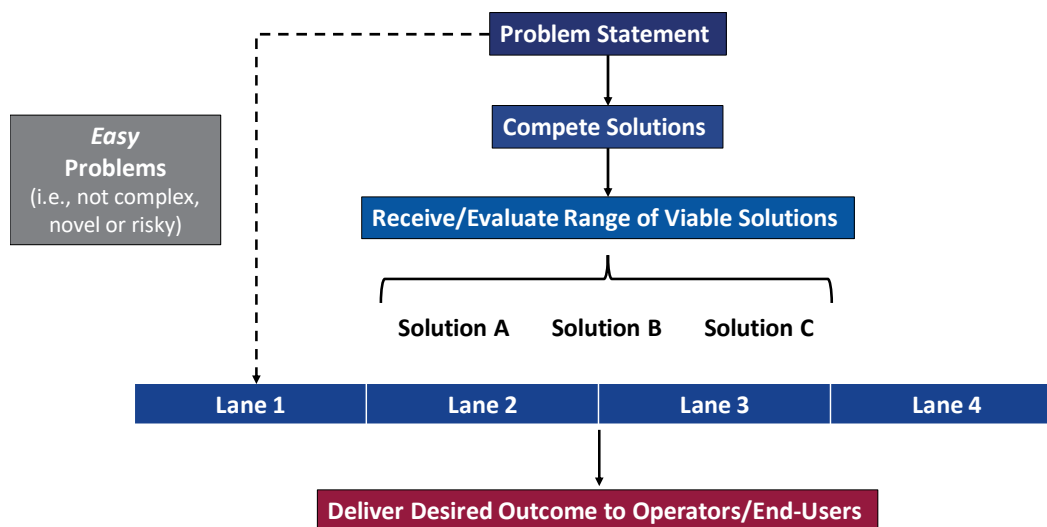 Problem Statement
Compete Solutions
Easy
Problems
(i.e., not complex,
novel or risky)
Receive/Evaluate Range of Viable Solutions
Solution A
Solution B
Solution C
Lane 1
Lane 2
Lane 3
Lane 4
Deliver Desired Outcome to Operators/End-Users